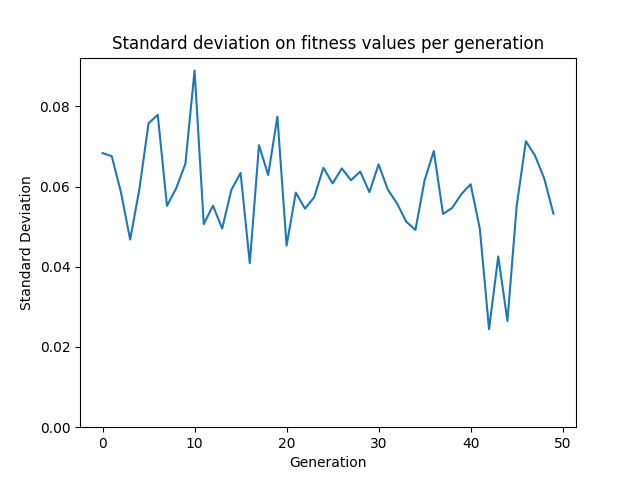 Standard deviation on fitness values per generation
0.08
0.06
0.04
0.02
0.00
Standard Deviation
0 10 20 30 40 50
Generation